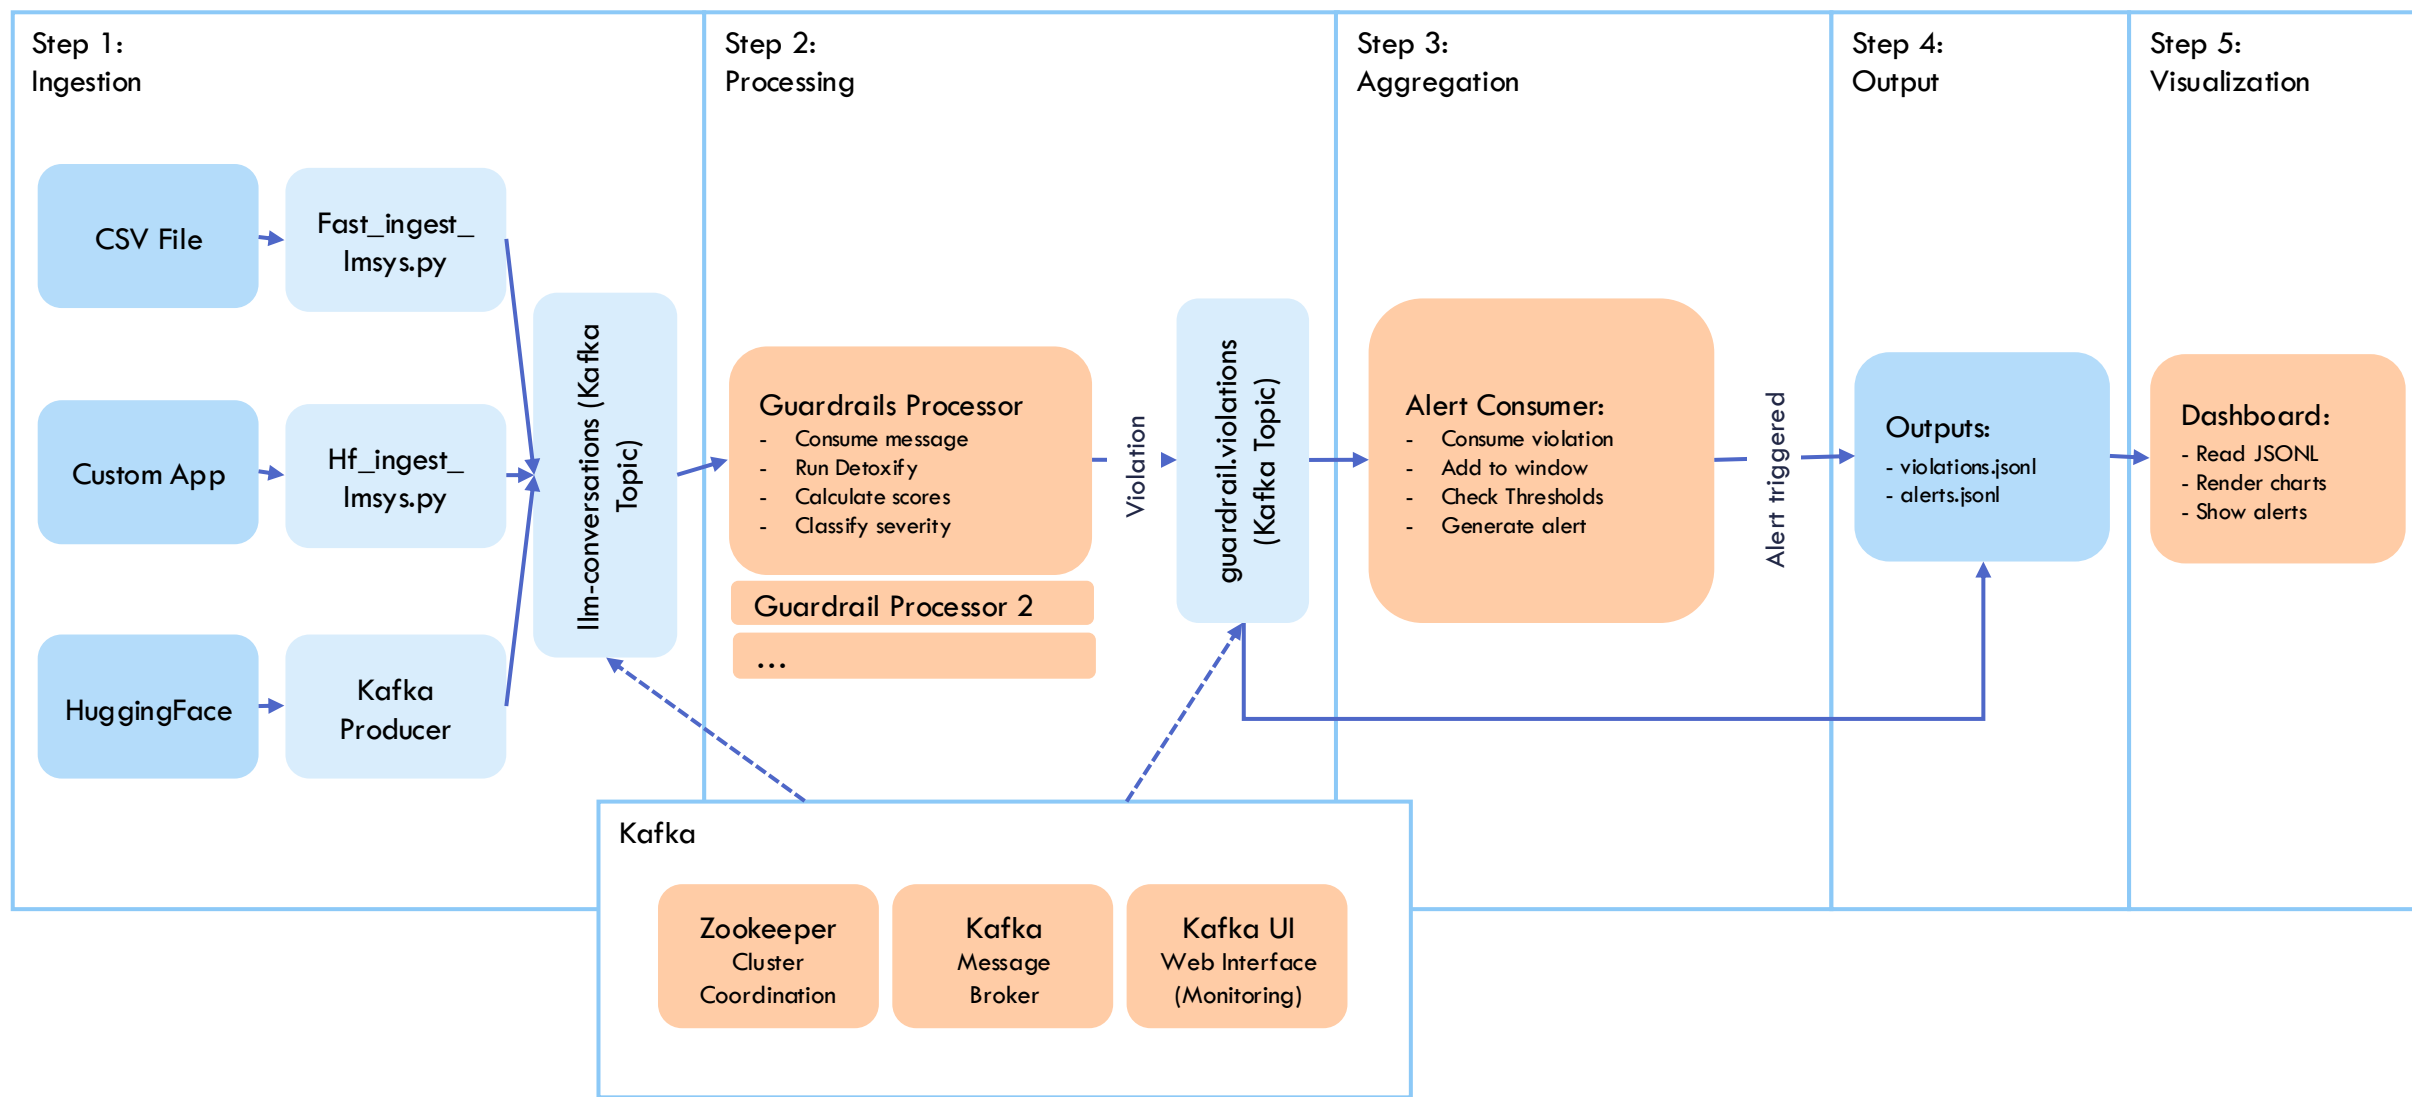 Step 1:
Ingestion
CSV File
Fast_ingest_
lmsys.py
Custom App
Hf_ingest_
lmsys.py
HuggingFace
Kafka
Producer
llm-conversations (Kafka
Topic)
Step 2:
Processing
Guardrails Processor
- Consume message
- Run Detoxify
- Calculate scores
- Classify severity
Guardrail Processor 2
...
Violation
guardrail.violations
(Kafka Topic)
Step 3:
Aggregation
Alert Consumer:
- Consume violation
- Add to window
- Check Thresholds
- Generate alert
Alert triggered
Step 4:
Output
Outputs:
- violations.jsonl
- alerts.jsonl
Step 5:
Visualization
Dashboard:
- Read JSONL
- Render charts
- Show alerts
Kafka
Zookeeper
Cluster
Coordination
Kafka
Message
Broker
Kafka UI
Web Interface
(Monitoring)